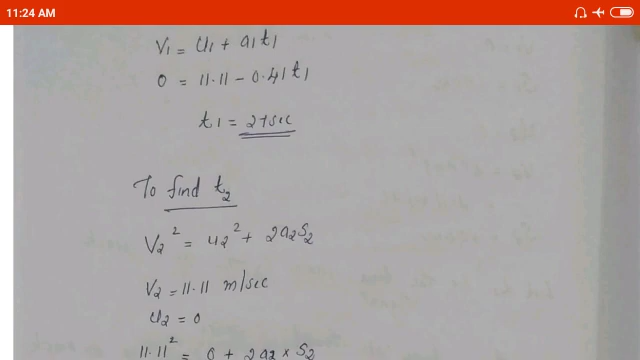 11:24 AM
V1 = U1 + a1t1
0 = 11.11 - 0.41t1
t1 = 27sec
To find t2
V2² = u2² + 2a2S2
V2 = 11.11 m/sec
U2 = 0
11.11² = 0 + 2a2 × S2